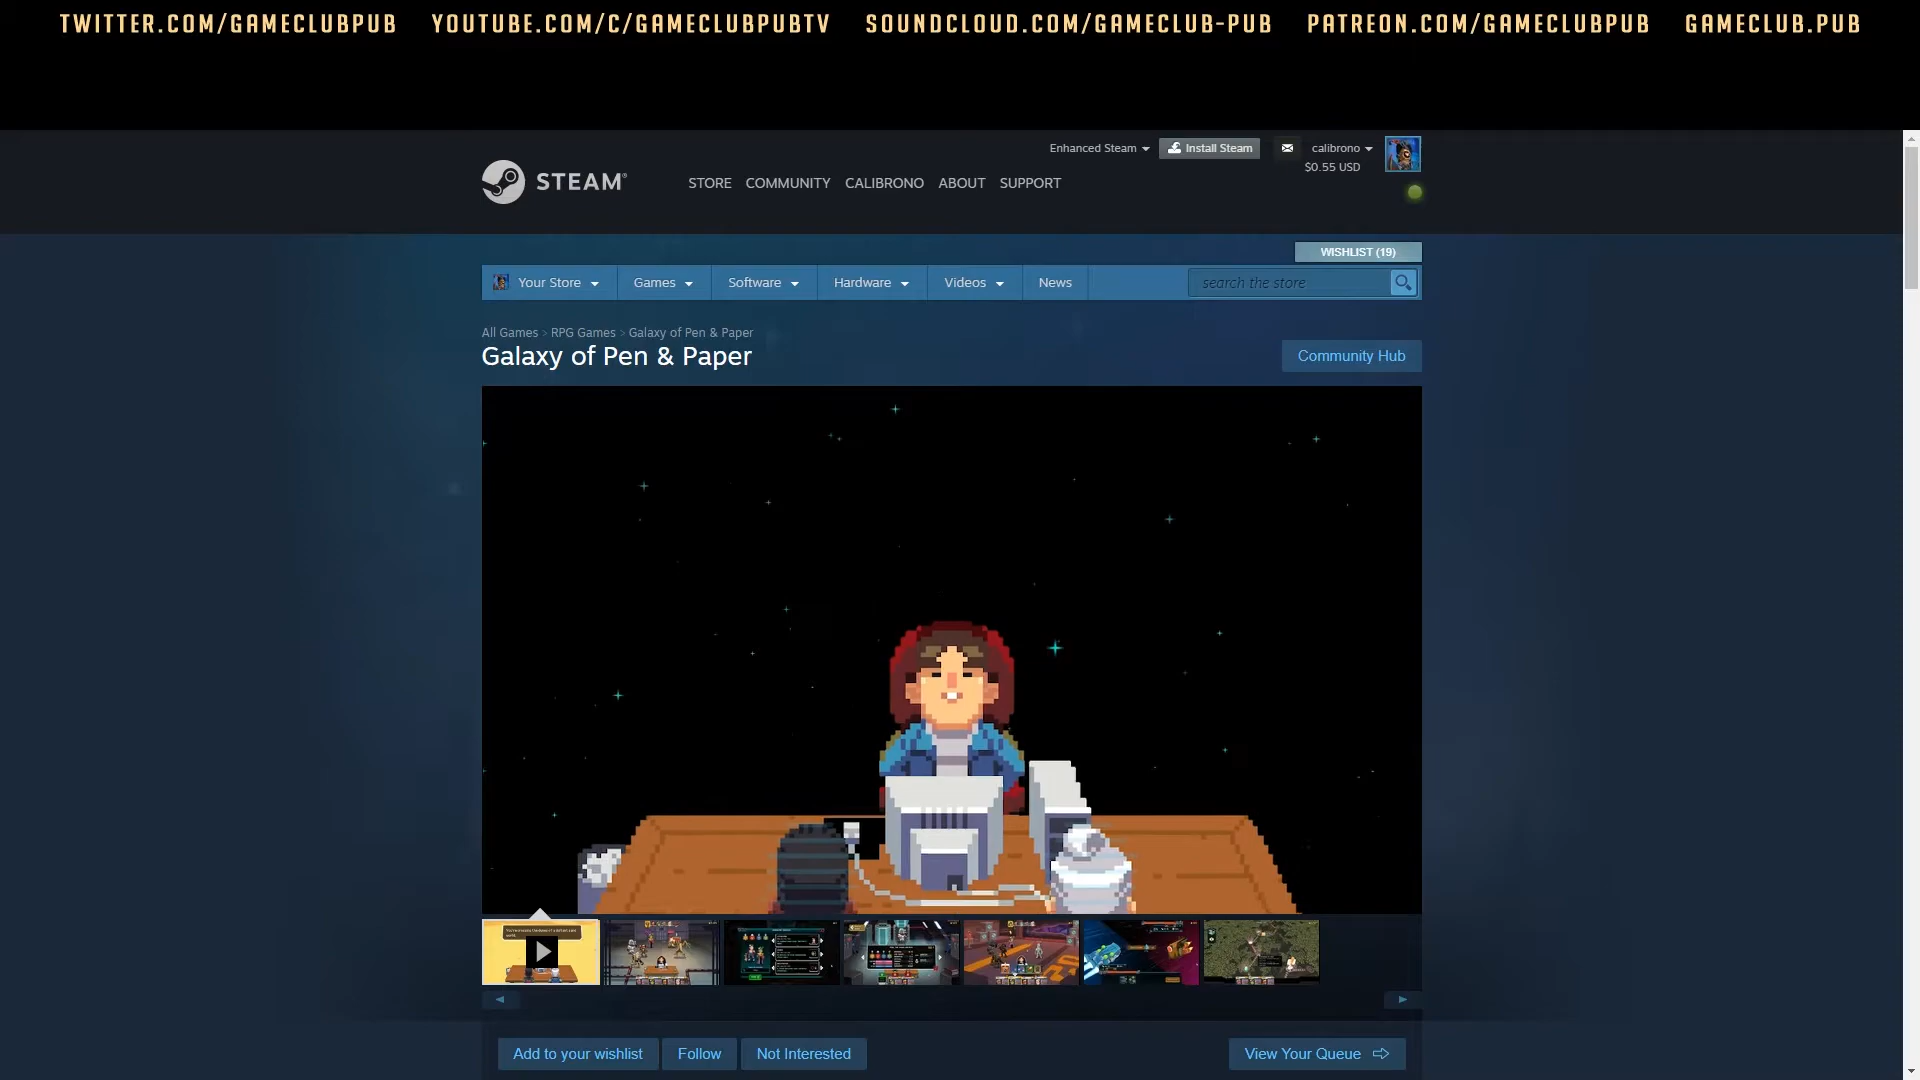 TWITTER.COM/GAMECLUBPUB YOUTUBE.COM/C/GAMECLUBPUBTV SOUNDCLOUD.COM/GAMECLUB-PUB PATREON.COM/GAMECLUBPUB GAMECLUB.PUB
Enhanced Steam Install Steam calibrono
$0.55 USD
STEAM®
STORE COMMUNITY CALIBRONO ABOUT SUPPORT
WISHLIST (19)
Your Store Games Software Hardware Videos News search the store
All Games > RPG Games > Galaxy of Pen & Paper
Galaxy of Pen & Paper
Community Hub
Add to your wishlist Follow Not Interested View Your Queue